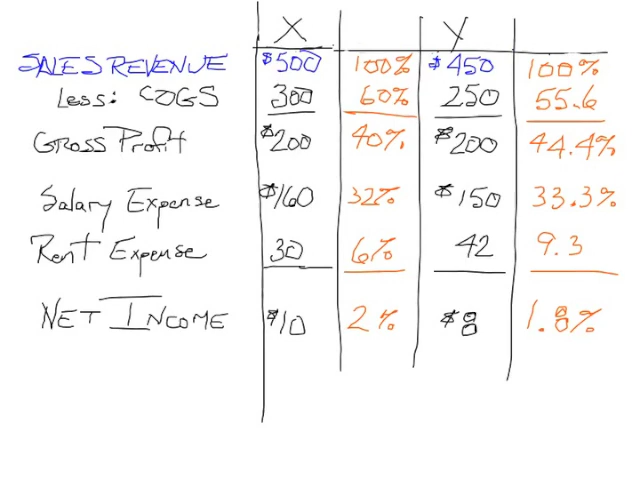 X Y
SALES REVENUE $500 100% $450 100%
Less: COGS 300 60% 250 55.6
Gross Profit $200 40% $200 44.4%
Salary Expense $160 32% $150 33.3%
Rent Expense 30 6% 42 9.3
NET INCOME $10 2% $8 1.8%